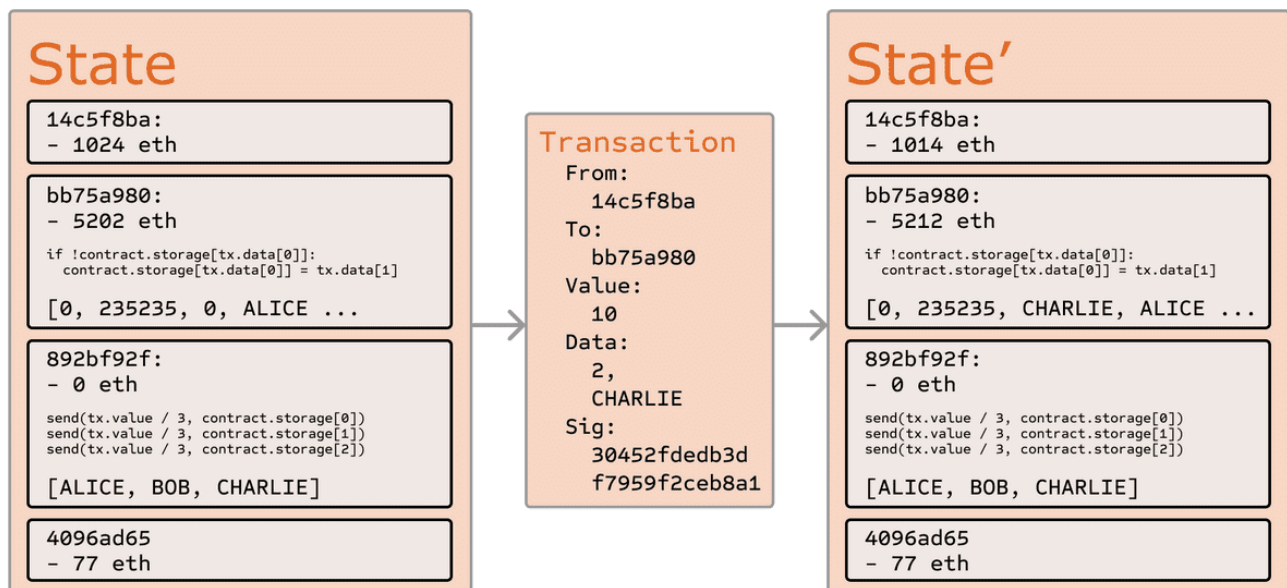 State
14c5f8ba:
- 1024 eth
bb75a980:
- 5202 eth
if !contract.storage[tx.data[0]]:
contract.storage[tx.data[0]] = tx.data[1]
[0, 235235, 0, ALICE ...
892bf92f:
- 0 eth
send(tx.value / 3, contract.storage[0])
send(tx.value / 3, contract.storage[1])
send(tx.value / 3, contract.storage[2])
[ALICE, BOB, CHARLIE]
4096ad65
- 77 eth
Transaction
From:
14c5f8ba
To:
bb75a980
Value:
10
Data:
2,
CHARLIE
Sig:
30452fdedb3d
f7959f2ceb8a1
State’
14c5f8ba:
- 1014 eth
bb75a980:
- 5212 eth
if !contract.storage[tx.data[0]]:
contract.storage[tx.data[0]] = tx.data[1]
[0, 235235, CHARLIE, ALICE ...
892bf92f:
- 0 eth
send(tx.value / 3, contract.storage[0])
send(tx.value / 3, contract.storage[1])
send(tx.value / 3, contract.storage[2])
[ALICE, BOB, CHARLIE]
4096ad65
- 77 eth